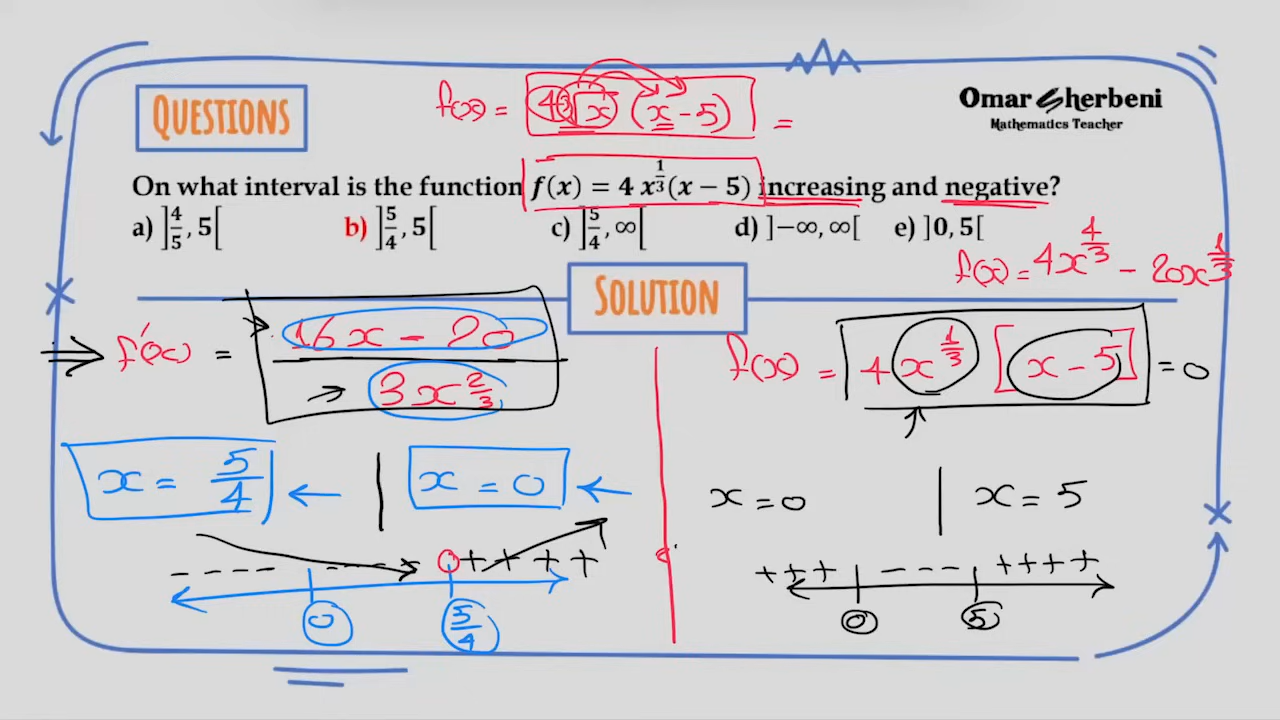 QUESTIONS
f(x) = 4∛x (x - 5) =
Omar Sherbeni
Mathematics Teacher
On what interval is the function f(x) = 4 x^(1/3)(x − 5) increasing and negative?
a) ]4/5, 5[ b) ]5/4, 5[ c) ]5/4, ∞[ d) ]−∞, ∞[ e) ]0, 5[
f(x) = 4x^(4/3) - 20x^(1/3)
SOLUTION
⇒ f'(x) = (16x - 20)/(3x^(2/3))
f(x) = 4x^(1/3) [x - 5] = 0
x = 5/4 | x = 0
x = 0 | x = 5
- - - - - - - - - 0 + + + +
0 5/4
+ + + - - - - + + + +
0 5